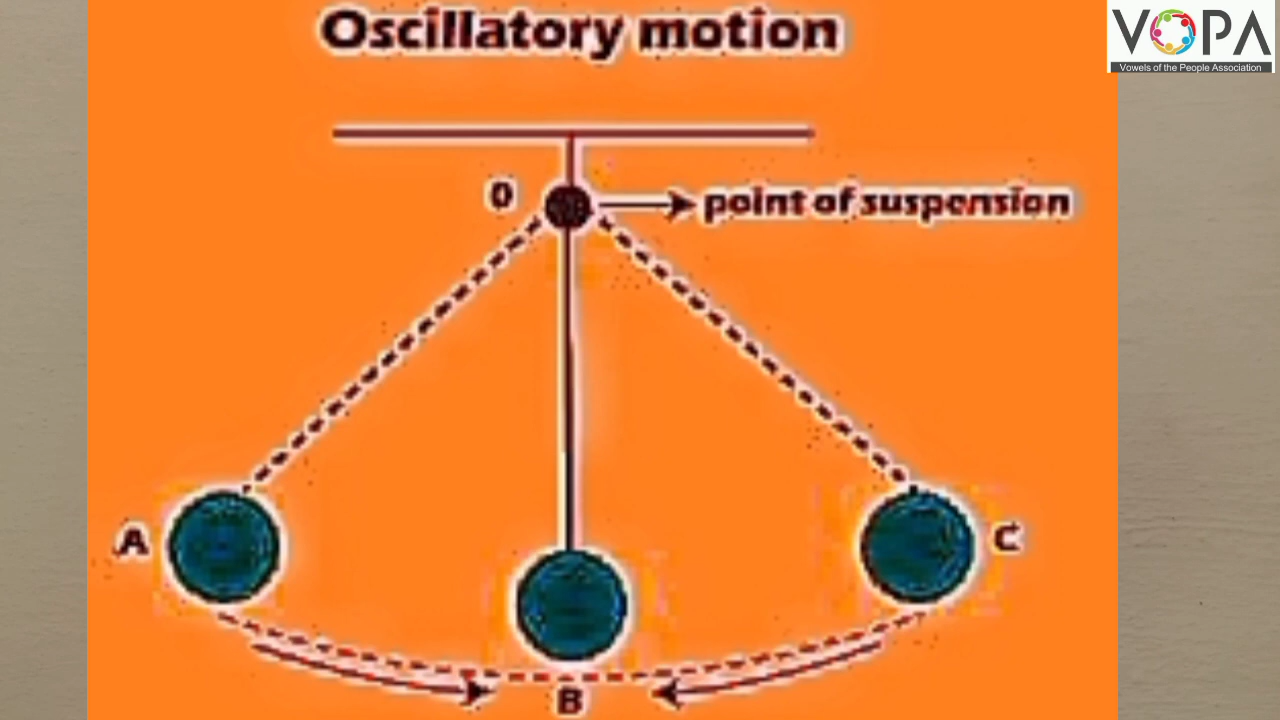 Oscillatory motion
VOPA
Vowels of the People Association
0
point of suspension
A
C
B